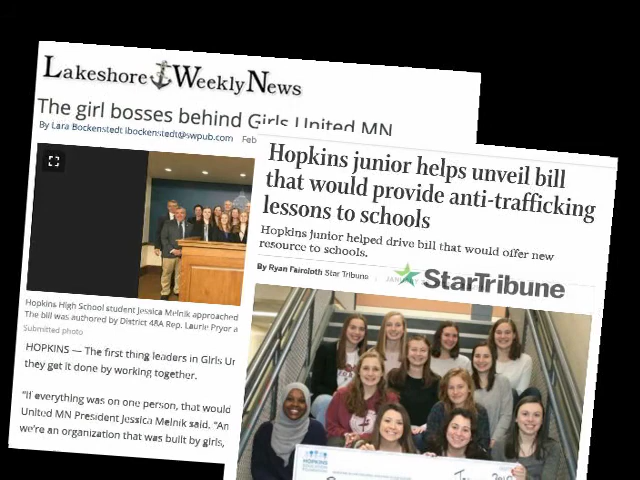 Lakeshore Weekly News
The girl bosses behind Girls United MN
By Lara Bockenstedt lbockenstedt@swpub.com Feb
Hopkins High School student Jessica Melnik approached
The bill was authored by District 48A Rep. Laurie Pryor a
Submitted photo
HOPKINS — The first thing leaders in Girls Un
they get it done by working together.
"If everything was on one person, that would
United MN President Jessica Melnik said. "An
we're an organization that was built by girls,
Hopkins junior helps unveil bill
that would provide anti-trafficking
lessons to schools
Hopkins junior helped drive bill that would offer new
resource to schools.
By Ryan Faircloth Star Tribune
StarTribune
HOPKINS